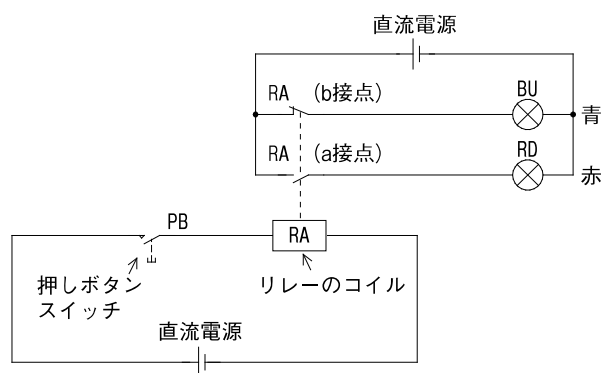 直流電源
RA (b接点)
BU
青
RA (a接点)
RD
赤
PB
RA
押しボタン
スイッチ
リレーのコイル
直流電源